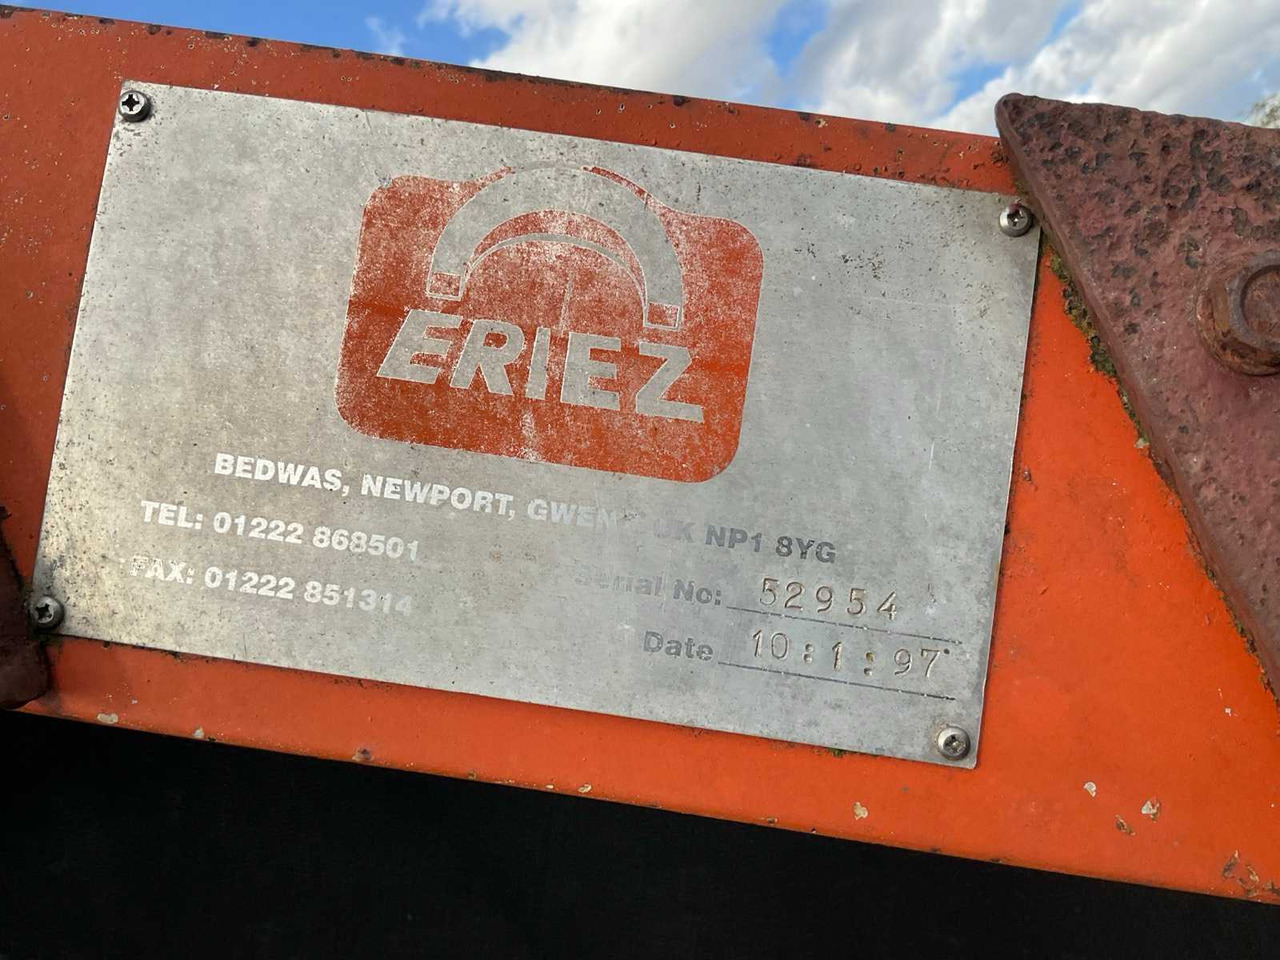 ERIEZ
BEDWAS, NEWPORT, GWENT UK NP1 8YG
TEL: 01222 868501
FAX: 01222 851314
Serial No: 52954
Date 10:1:97